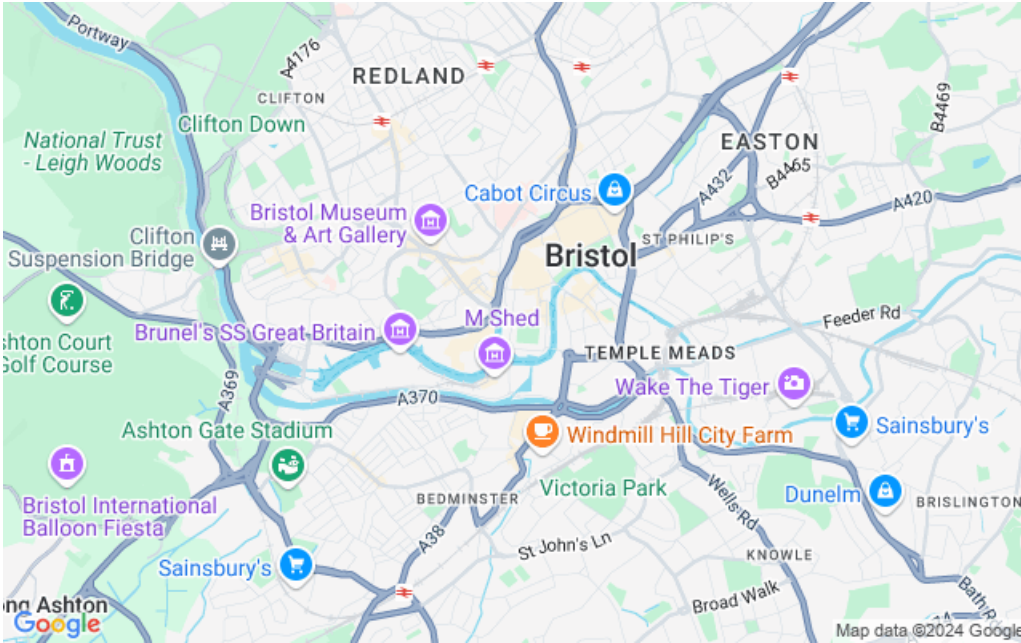 Portway
A4176
REDLAND
CLIFTON
Clifton Down
National Trust
- Leigh Woods
B4469
EASTON
B4465
A432
A420
Cabot Circus
Bristol Museum
& Art Gallery
Clifton
Suspension Bridge
ST PHILIP'S
Bristol
M Shed
Brunel's SS Great Britain
Feeder Rd
shton Court
Golf Course
TEMPLE MEADS
A369
A370
Wake The Tiger
Ashton Gate Stadium
Windmill Hill City Farm
Sainsbury's
Bristol International
Balloon Fiesta
BEDMINSTER
Victoria Park
Wells Rd
Dunelm
BRISLINGTON
A38
St John's Ln
KNOWLE
Sainsbury's
Broad Walk
Bath R
ng Ashton
Google
Map data ©2024 Google